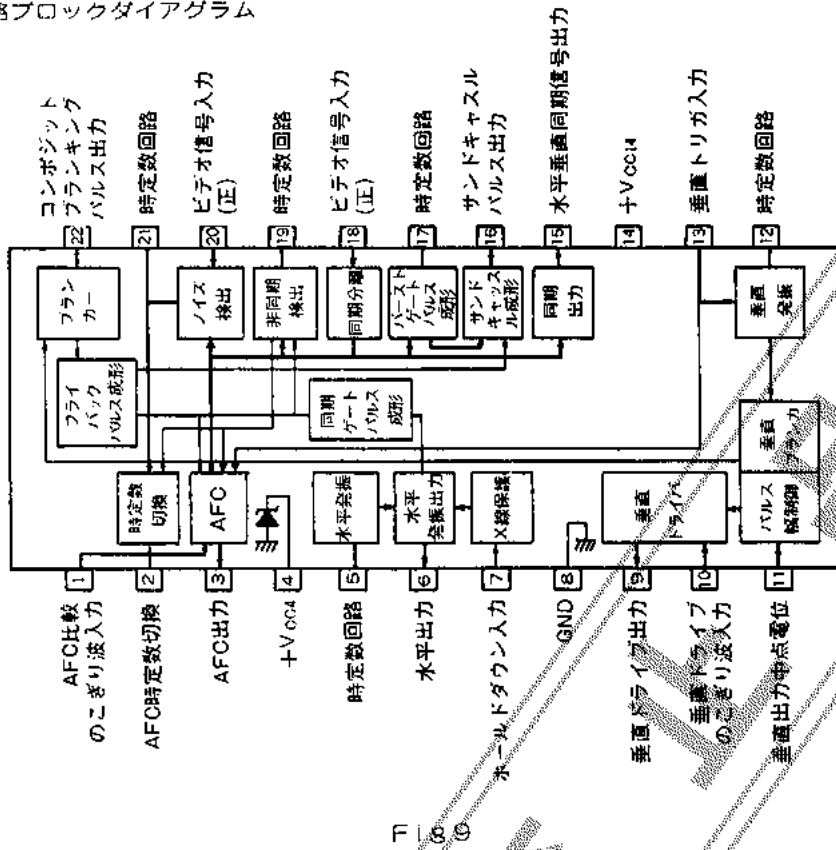 ブロックダイアグラム
コンポジット
ブランキング
パルス出力
時定数回路
ビデオ信号入力
(正)
時定数回路
ビデオ信号入力
(正)
時定数回路
サンドキャスル
パルス出力
水平垂直同期信号出力
+VCC14
垂直トリガ入力
時定数回路
22
21
20
19
18
17
16
15
14
13
12
ブラン
カー
ノイズ
検出
非同期
検出
同期分離
バースト
ゲート
パルス
成形
サンド
キャッス
ル成形
同期
出力
垂直
発振
フライ
バック
パルス成形
同期
ゲート
パルス
成形
垂直
ブランカ
時定数
切換
AFC
水平発振
水平
発振出力
X線保護
垂直
ドライバ
パルス
幅制御
1
2
3
4
5
6
7
8
9
10
11
AFC比較
のこぎり波入力
AFC時定数切換
AFC出力
+VCC4
時定数回路
水平出力
ホールドダウン入力
GND
垂直ドライブ出力
垂直ドライブ
のこぎり波入力
垂直出力中点電位
Fig9